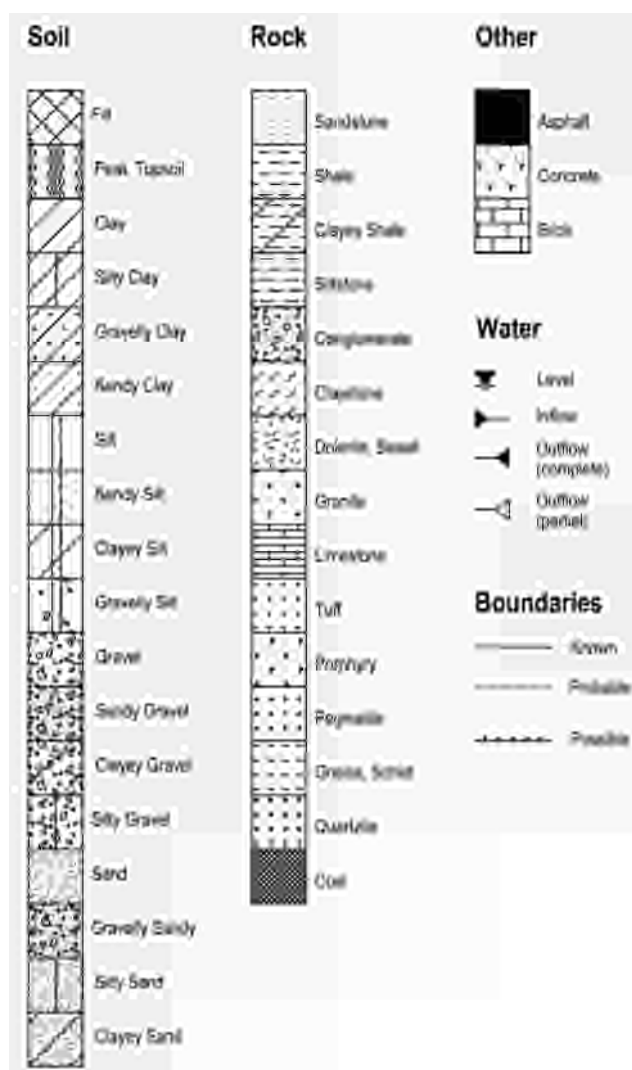 Soil
Fill
Peat, Topsoil
Clay
Silty Clay
Gravelly Clay
Sandy Clay
Silt
Sandy Silt
Clayey Silt
Gravelly Silt
Gravel
Sandy Gravel
Clayey Gravel
Silty Gravel
Sand
Gravelly Sandy
Silty Sand
Clayey Sand
Rock
Sandstone
Shale
Clayey Shale
Siltstone
Conglomerate
Claystone
Dolerite, Basalt
Granite
Limestone
Tuff
Porphyry
Pegmatite
Gneiss, Schist
Quartzite
Coal
Other
Asphalt
Concrete
Brick
Water
Level
Inflow
Outflow
(complete)
Outflow
(partial)
Boundaries
Known
Probable
Possible